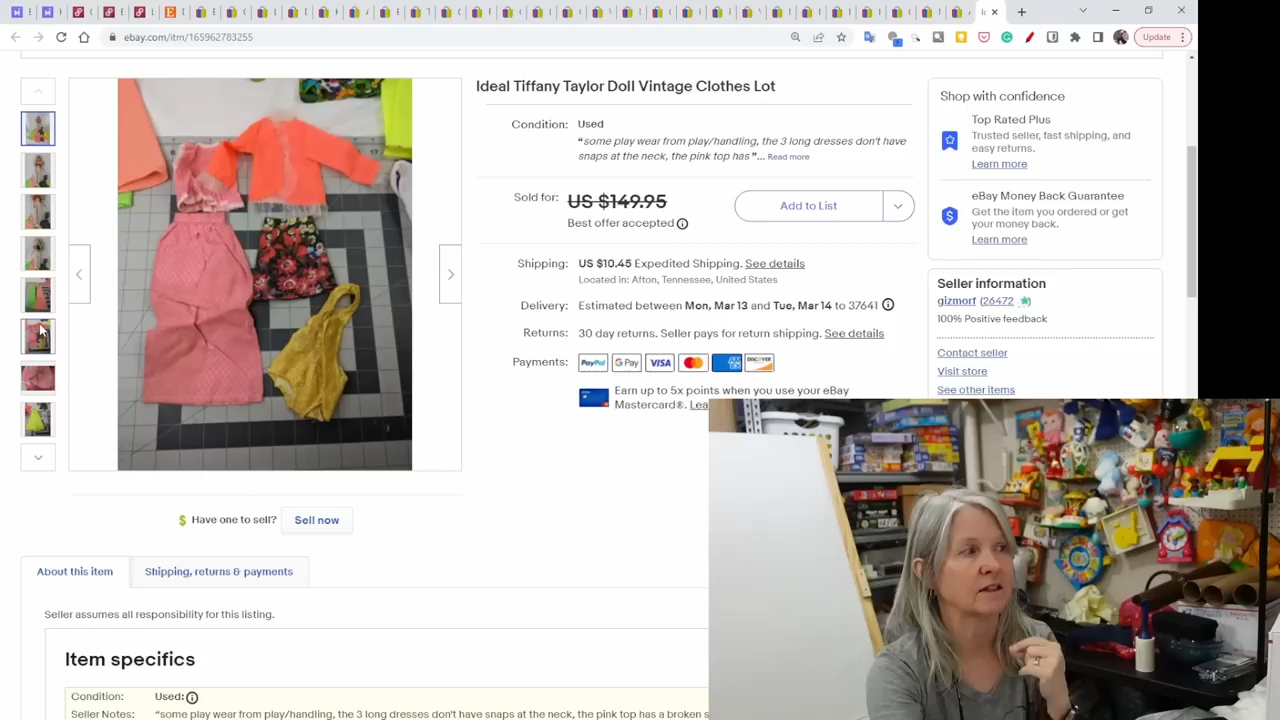 ebay.com/itm/165962783255
Update
Ideal Tiffany Taylor Doll Vintage Clothes Lot
Condition: Used
“some play wear from play/handling, the 3 long dresses don't have
snaps at the neck, the pink top has”... Read more
Sold for: US $149.95
Add to List
Best offer accepted
Shipping: US $10.45 Expedited Shipping. See details
Located in: Afton, Tennessee, United States
Delivery: Estimated between Mon, Mar 13 and Tue, Mar 14 to 37641
Returns: 30 day returns. Seller pays for return shipping. See details
Payments: PayPal G Pay VISA DISCOVER
Earn up to 5x points when you use your eBay
Mastercard®. Lea
Shop with confidence
Top Rated Plus
Trusted seller, fast shipping, and
easy returns.
Learn more
eBay Money Back Guarantee
Get the item you ordered or get
your money back.
Learn more
Seller information
gizmorf (26472)
100% Positive feedback
Contact seller
Visit store
See other items
$ Have one to sell? Sell now
About this item
Shipping, returns & payments
Seller assumes all responsibility for this listing.
Item specifics
Condition: Used:
Seller Notes: “some play wear from play/handling, the 3 long dresses don't have snaps at the neck, the pink top has a broken s